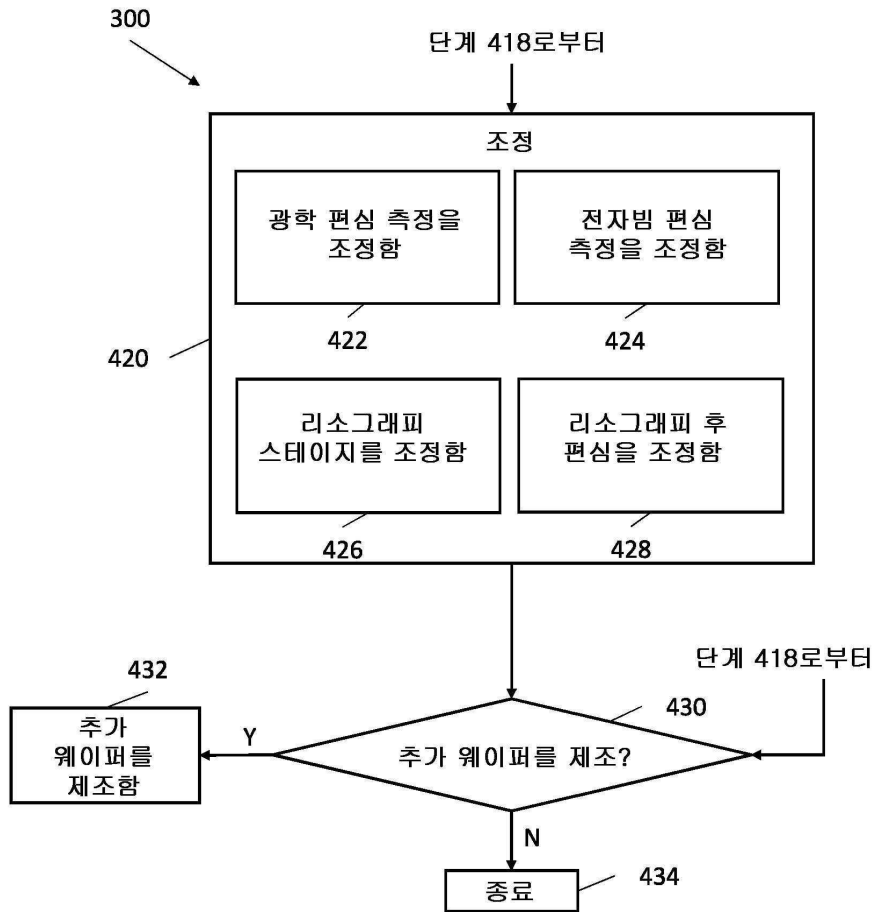 300
단계 418로부터
조정
광학 편심 측정을
조정함
전자빔 편심
측정을 조정함
422
424
420
리소그래피
스테이지를 조정함
리소그래피 후
편심을 조정함
426
428
단계 418로부터
432
430
추가
웨이퍼를
제조함
Y
추가 웨이퍼를 제조?
N
종료
434